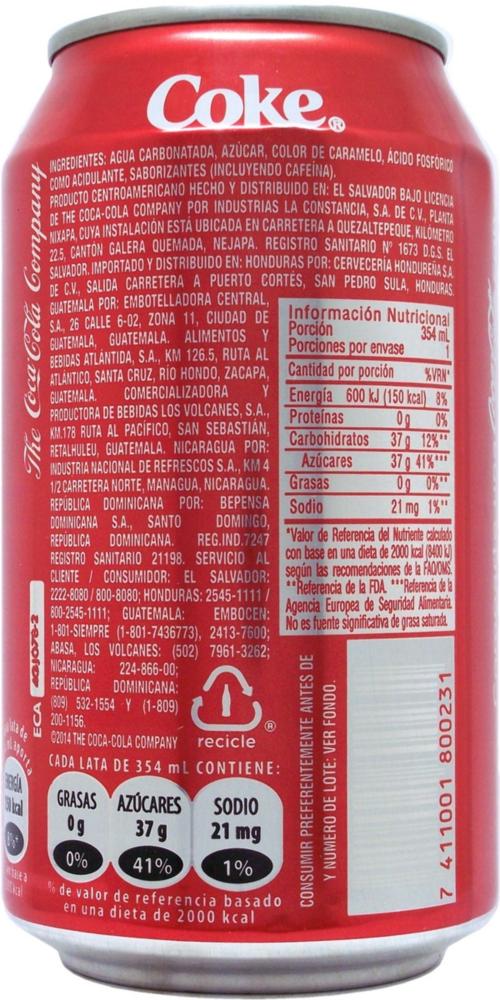 Coke®
INGREDIENTES: AGUA CARBONATADA, AZÚCAR, COLOR DE CARAMELO, ÁCIDO FOSFÓRICO
COMO ACIDULANTE, SABORIZANTES (INCLUYENDO CAFEÍNA).
PRODUCTO CENTROAMERICANO HECHO Y DISTRIBUIDO EN: EL SALVADOR BAJO LICENCIA
DE THE COCA-COLA COMPANY POR INDUSTRIAS LA CONSTANCIA, S.A. DE C.V., PLANTA
NIXAPA, CUYA INSTALACIÓN ESTÁ UBICADA EN CARRETERA A QUEZALTEPEQUE, KILÓMETRO
22.5, CANTÓN GALERA QUEMADA, NEJAPA. REGISTRO SANITARIO Nº 1673 D.G.S. EL
SALVADOR. IMPORTADO Y DISTRIBUIDO EN: HONDURAS POR: CERVECERÍA HONDUREÑA S.A.
DE C.V., SALIDA CARRETERA A PUERTO CORTÉS, SAN PEDRO SULA, HONDURAS.
GUATEMALA POR: EMBOTELLADORA CENTRAL,
S.A., 26 CALLE 6-02, ZONA 11, CIUDAD DE
GUATEMALA, GUATEMALA. ALIMENTOS Y
BEBIDAS ATLÁNTIDA, S.A., KM 126.5, RUTA AL
ATLÁNTICO, SANTA CRUZ, RÍO HONDO, ZACAPA,
GUATEMALA. COMERCIALIZADORA Y
PRODUCTORA DE BEBIDAS LOS VOLCANES, S.A.,
KM.178 RUTA AL PACÍFICO, SAN SEBASTIÁN,
RETALHULEU, GUATEMALA. NICARAGUA POR:
INDUSTRIA NACIONAL DE REFRESCOS S.A., KM 4
1/2 CARRETERA NORTE, MANAGUA, NICARAGUA.
REPÚBLICA DOMINICANA POR: BEPENSA
DOMINICANA S.A., SANTO DOMINGO,
REPÚBLICA DOMINICANA. REG.IND.7247
REGISTRO SANITARIO 21198. SERVICIO AL
CLIENTE / CONSUMIDOR: EL SALVADOR:
2222-8080 / 800-8080; HONDURAS: 2545-1111 /
800-2545-1111; GUATEMALA: EMBOCEN:
1-801-SIEMPRE (1-801-7436773), 2413-7600;
ABASA, LOS VOLCANES: (502) 7961-3262;
NICARAGUA: 224-866-00;
REPÚBLICA DOMINICANA:
(809) 532-1554 Y (1-809)
200-1156.
©2014 THE COCA-COLA COMPANY
Información Nutricional
Porción 354 mL
Porciones por envase 1
Cantidad por porción %VRN*
Energía 600 kJ (150 kcal) 8%
Proteínas 0 g 0%
Carbohidratos 37 g 12%**
Azúcares 37 g 41%***
Grasas 0 g 0%**
Sodio 21 mg 1%**
*Valor de Referencia del Nutriente calculado
con base en una dieta de 2000 kcal (8400 kJ)
según las recomendaciones de la FAO/OMS.
**Referencia de la FDA. ***Referencia de la
Agencia Europea de Seguridad Alimentaria.
No es fuente significativa de grasa saturada.
The Coca-Cola Company
ECA
recicle ®
CADA LATA DE 354 mL CONTIENE:
GRASAS
0 g
0%
AZÚCARES
37 g
41%
SODIO
21 mg
1%
% de valor de referencia basado
en una dieta de 2000 kcal
CONSUMIR PREFERENTEMENTE ANTES DE
Y NÚMERO DE LOTE: VER FONDO.
7 411001 800231